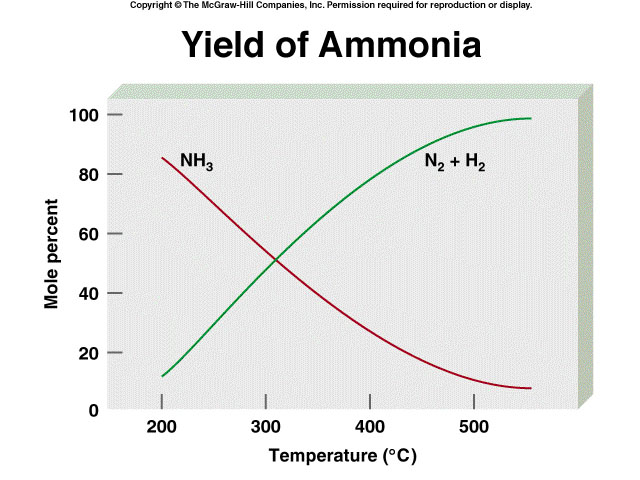 Copyright © The McGraw-Hill Companies, Inc. Permission required for reproduction or display.
Yield of Ammonia
100
80
60
40
20
0
Mole percent
NH₃
N₂ + H₂
200 300 400 500
Temperature (°C)